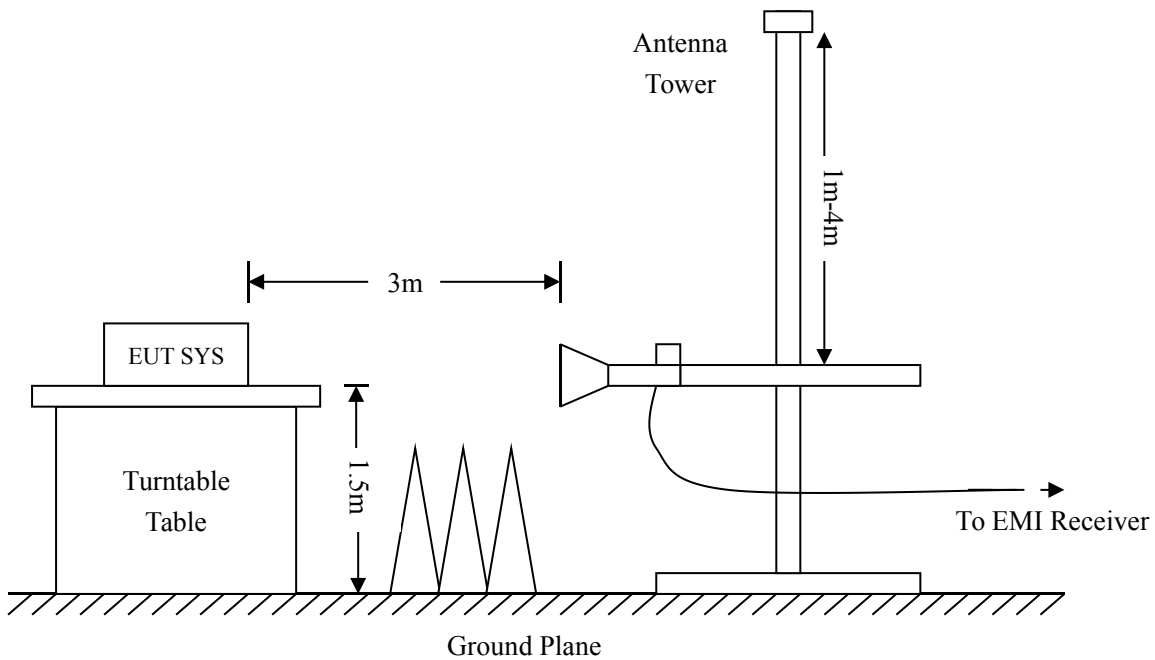 Antenna
Tower
1m-4m
3m
EUT SYS
1.5m
Turntable
Table
To EMI Receiver
Ground Plane